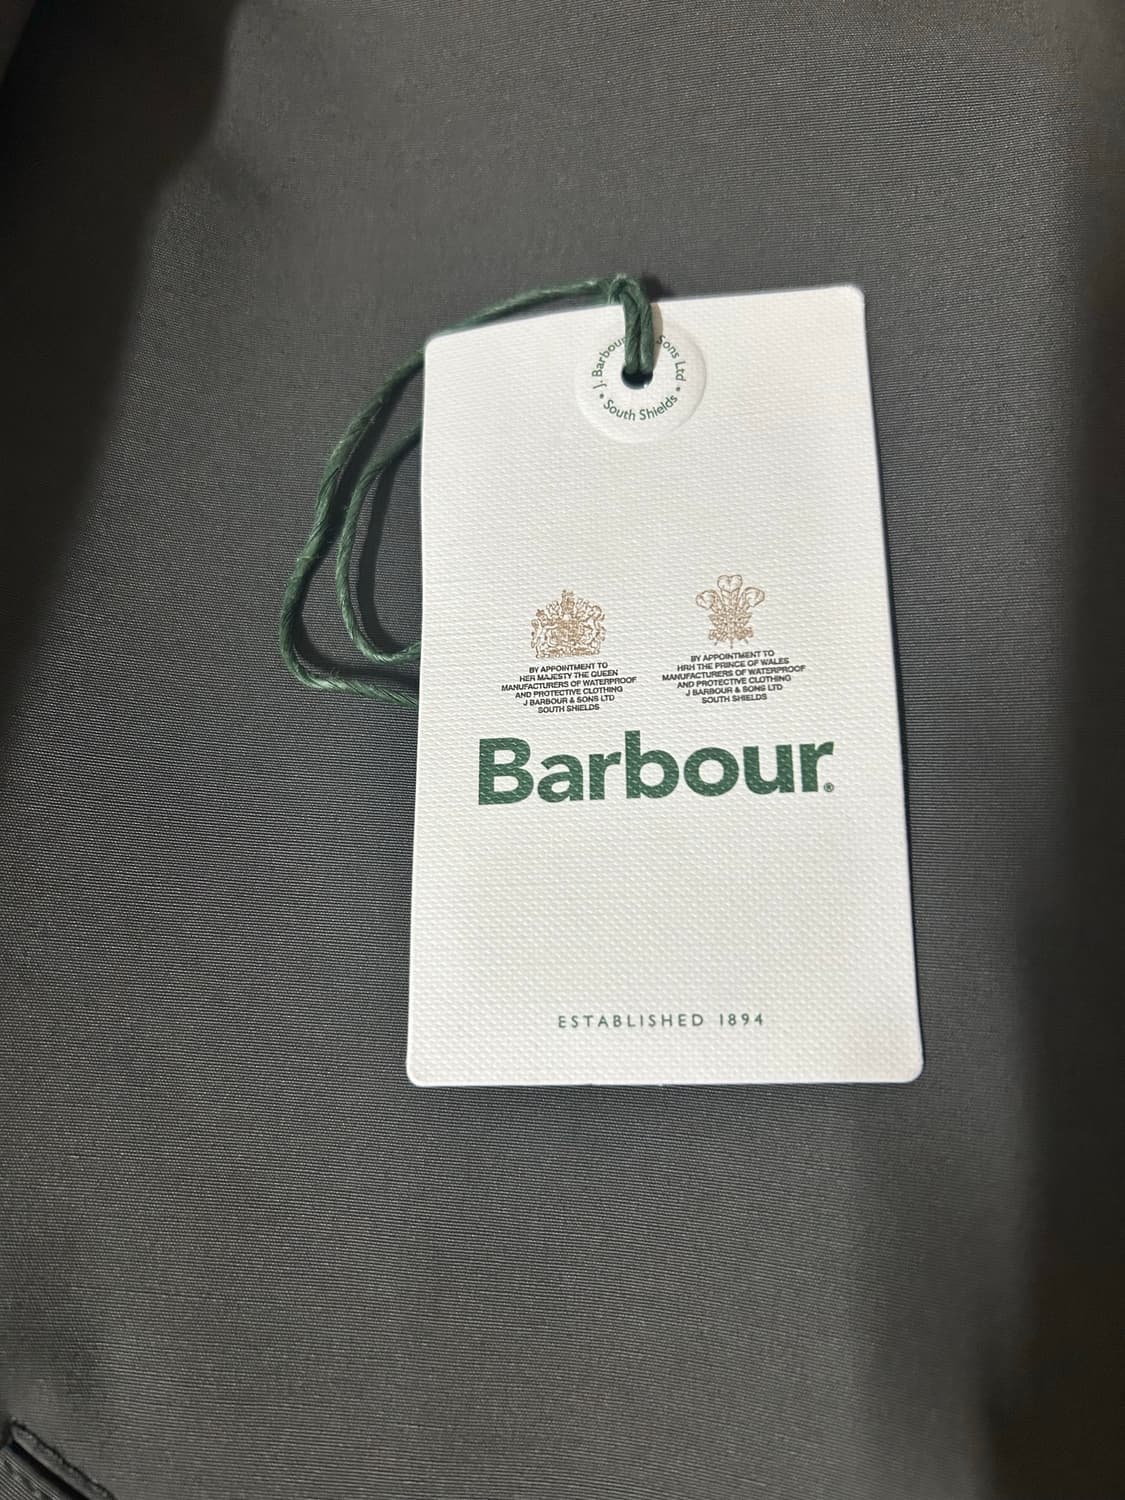 J. Barbour Sons Ltd
• South Shields •
BY APPOINTMENT TO
HER MAJESTY THE QUEEN
MANUFACTURERS OF WATERPROOF
AND PROTECTIVE CLOTHING
J BARBOUR & SONS LTD
SOUTH SHIELDS
BY APPOINTMENT TO
HRH THE PRINCE OF WALES
MANUFACTURERS OF WATERPROOF
AND PROTECTIVE CLOTHING
J BARBOUR & SONS LTD
SOUTH SHIELDS
Barbour®
ESTABLISHED 1894